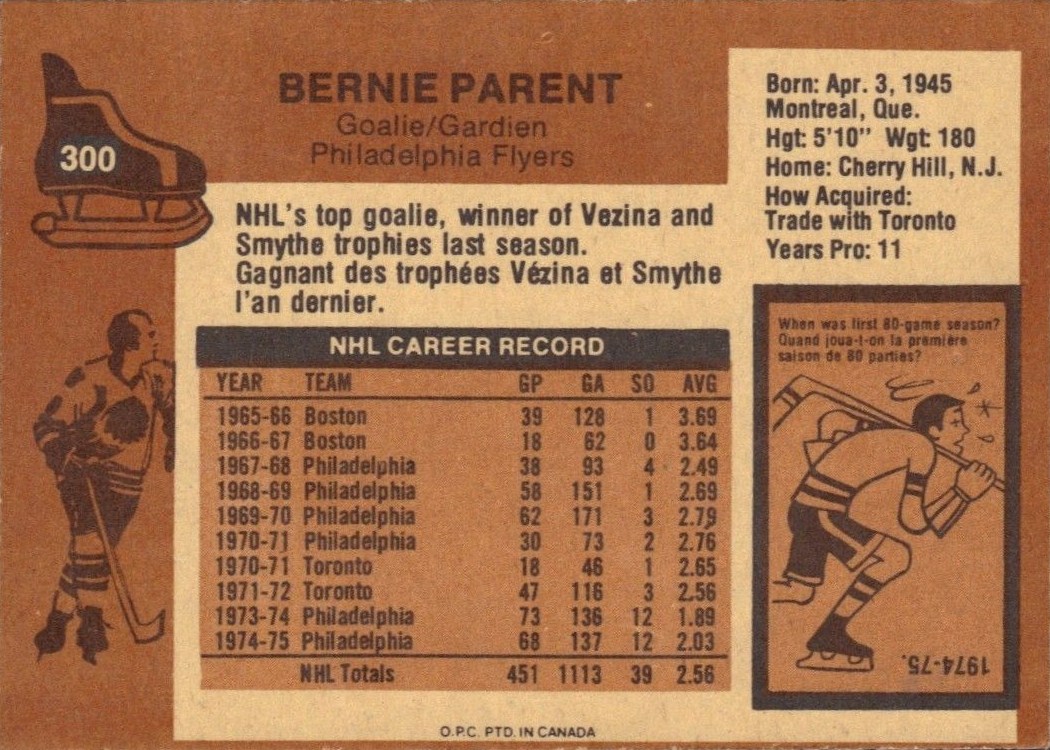 300
BERNIE PARENT
Goalie/Gardien
Philadelphia Flyers
Born: Apr. 3, 1945
Montreal, Que.
Hgt: 5'10" Wgt: 180
Home: Cherry Hill, N.J.
How Acquired:
Trade with Toronto
Years Pro: 11
NHL's top goalie, winner of Vezina and
Smythe trophies last season.
Gagnant des trophées Vézina et Smythe
l'an dernier.
NHL CAREER RECORD
YEAR TEAM GP GA SO AVG
1965-66 Boston 39 128 1 3.69
1966-67 Boston 18 62 0 3.64
1967-68 Philadelphia 38 93 4 2.49
1968-69 Philadelphia 58 151 1 2.69
1969-70 Philadelphia 62 171 3 2.79
1970-71 Philadelphia 30 73 2 2.76
1970-71 Toronto 18 46 1 2.65
1971-72 Toronto 47 116 3 2.56
1973-74 Philadelphia 73 136 12 1.89
1974-75 Philadelphia 68 137 12 2.03
NHL Totals 451 1113 39 2.56
When was first 80-game season?
Quand joua-t-on la première
saison de 80 parties?
1974-75.
O.P.C. PTD. IN CANADA